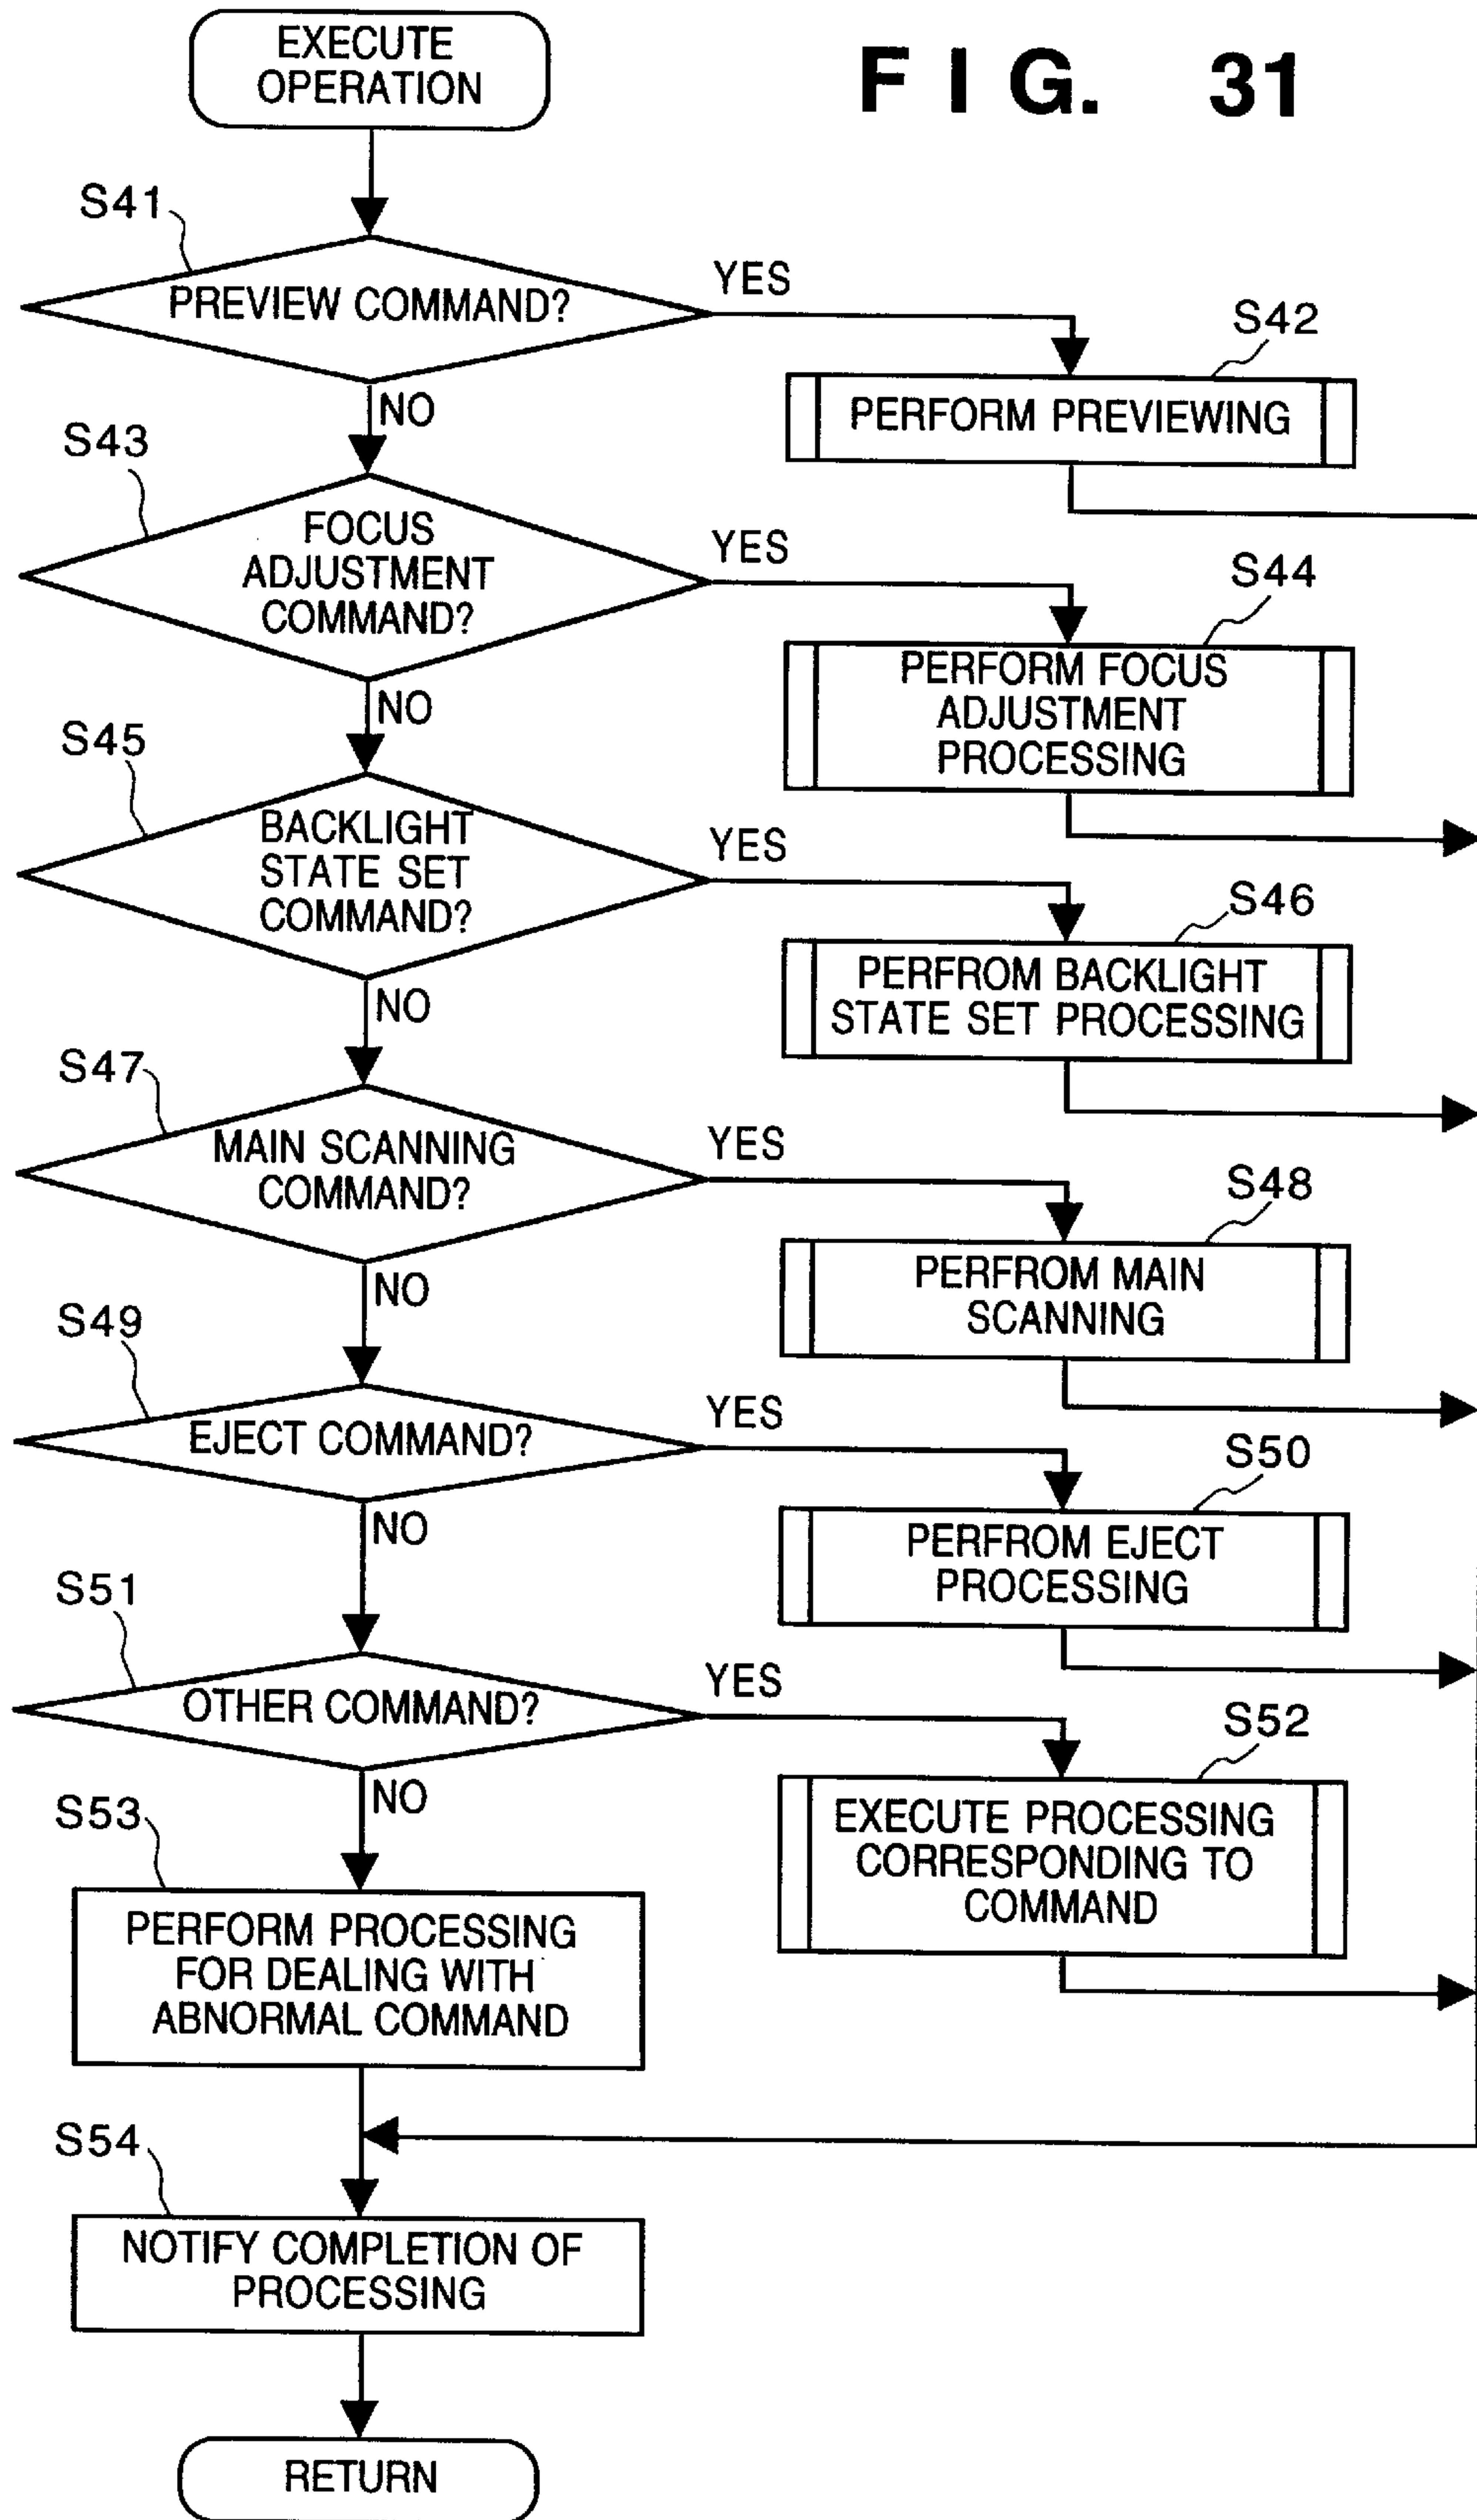 EXECUTE
OPERATION
FIG. 31
S41
PREVIEW COMMAND?
YES
NO
S42
PERFORM PREVIEWING
S43
FOCUS
ADJUSTMENT
COMMAND?
YES
NO
S44
PERFORM FOCUS
ADJUSTMENT
PROCESSING
S45
BACKLIGHT
STATE SET
COMMAND?
YES
NO
S46
PERFROM BACKLIGHT
STATE SET PROCESSING
S47
MAIN SCANNING
COMMAND?
YES
NO
S48
PERFROM MAIN
SCANNING
S49
EJECT COMMAND?
YES
NO
S50
PERFROM EJECT
PROCESSING
S51
OTHER COMMAND?
YES
NO
S52
EXECUTE PROCESSING
CORRESPONDING TO
COMMAND
S53
PERFORM PROCESSING
FOR DEALING WITH
ABNORMAL COMMAND
S54
NOTIFY COMPLETION OF
PROCESSING
RETURN